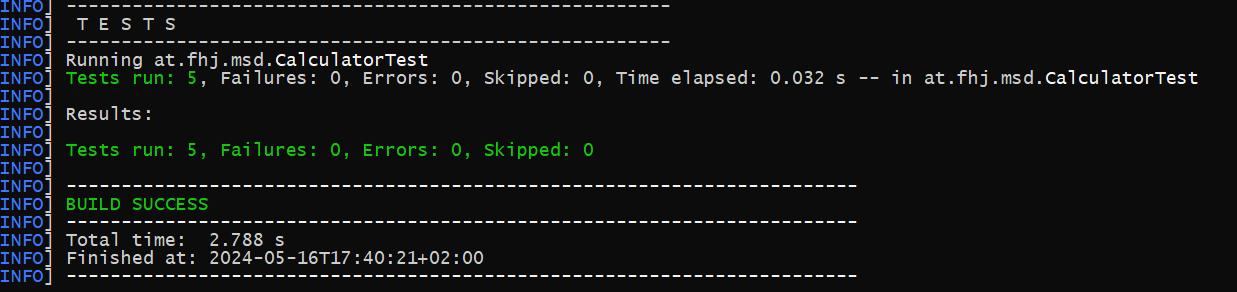 INFO] -------------------------------------------------------
INFO]  T E S T S
INFO] -------------------------------------------------------
INFO] Running at.fhj.msd.CalculatorTest
INFO] Tests run: 5, Failures: 0, Errors: 0, Skipped: 0, Time elapsed: 0.032 s -- in at.fhj.msd.CalculatorTest
INFO]
INFO] Results:
INFO]
INFO] Tests run: 5, Failures: 0, Errors: 0, Skipped: 0
INFO]
INFO] ------------------------------------------------------------------------
INFO] BUILD SUCCESS
INFO] ------------------------------------------------------------------------
INFO] Total time:  2.788 s
INFO] Finished at: 2024-05-16T17:40:21+02:00
INFO] ------------------------------------------------------------------------